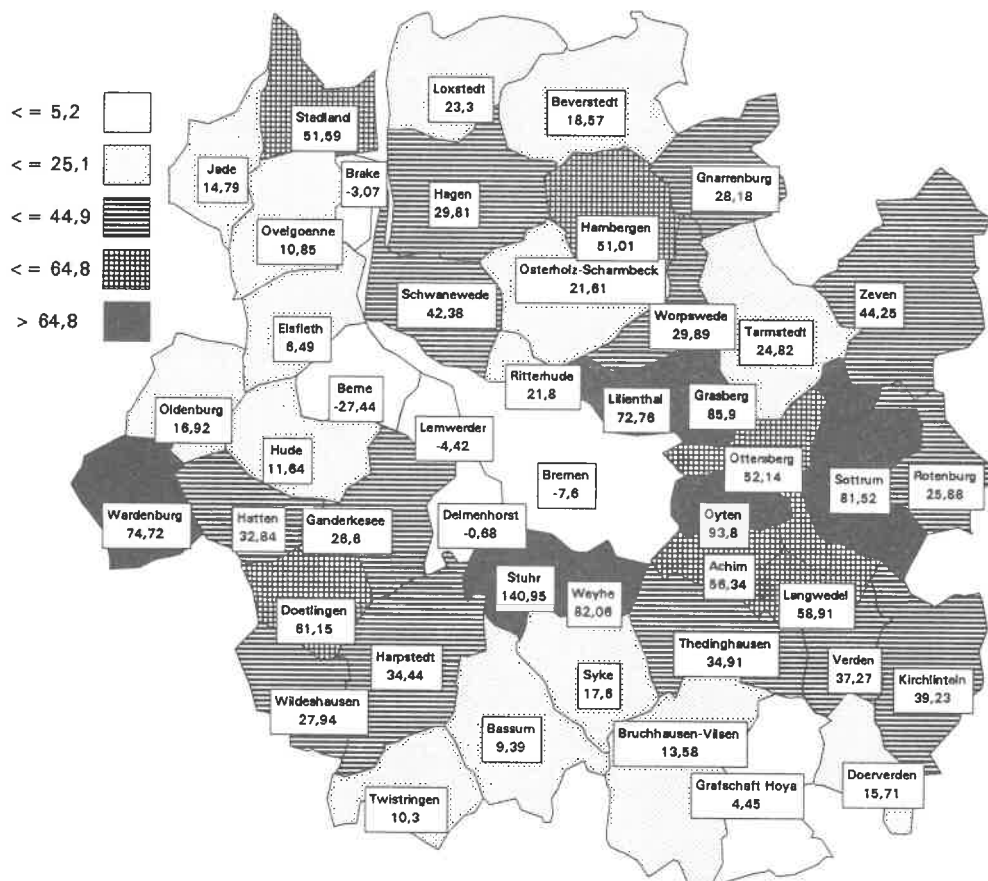 <= 5,2
<= 25,1
<= 44,9
<= 64,8
> 64,8
Loxstedt
23,3
Beverstedt
18,57
Stadland
51,59
Jade
14,79
Brake
-3,07
Hagen
29,81
Gnarrenburg
28,18
Hambergen
51,01
Ovelgoenne
10,85
Osterholz-Scharmbeck
21,61
Schwanewede
42,38
Zeven
44,25
Worpswede
29,89
Tarmstedt
24,82
Elsfleth
6,49
Ritterhude
21,8
Berne
-27,44
Lilienthal
72,76
Grasberg
85,9
Oldenburg
16,92
Lemwerder
-4,42
Hude
11,64
Ottersberg
52,14
Bremen
-7,6
Sottrum
81,52
Rotenburg
25,88
Wardenburg
74,72
Hatten
32,84
Ganderkesee
26,6
Delmenhorst
-0,68
Oyten
93,8
Achim
56,34
Stuhr
140,95
Weyhe
82,06
Langwedel
58,91
Doetlingen
61,15
Thedinghausen
34,91
Harpstedt
34,44
Verden
37,27
Syke
17,6
Kirchlinteln
39,23
Wildeshausen
27,94
Bassum
9,39
Bruchhausen-Vilsen
13,58
Doerverden
15,71
Grafschaft Hoya
4,45
Twistringen
10,3